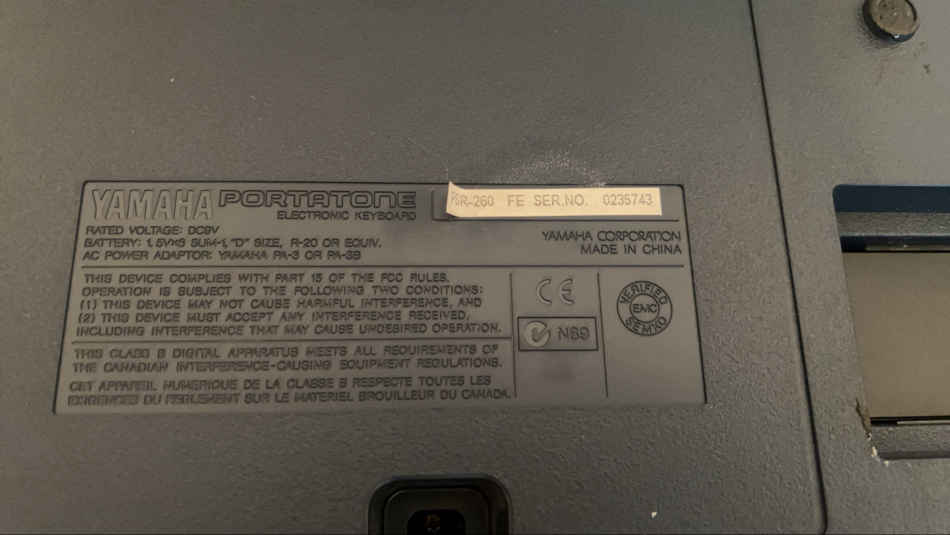 YAMAHA PORTATONE
ELECTRONIC KEYBOARD
PSR-260 FE SER.NO. 0235743
RATED VOLTAGE: DC9V
BATTERY: 1.5V×6 SUM-1, "D" SIZE, R-20 OR EQUIV.
AC POWER ADAPTOR: YAMAHA PA-3 OR PA-3B
YAMAHA CORPORATION
MADE IN CHINA
THIS DEVICE COMPLIES WITH PART 15 OF THE FCC RULES.
OPERATION IS SUBJECT TO THE FOLLOWING TWO CONDITIONS:
(1) THIS DEVICE MAY NOT CAUSE HARMFUL INTERFERENCE, AND
(2) THIS DEVICE MUST ACCEPT ANY INTERFERENCE RECEIVED,
INCLUDING INTERFERENCE THAT MAY CAUSE UNDESIRED OPERATION.
THIS CLASS B DIGITAL APPARATUS MEETS ALL REQUIREMENTS OF
THE CANADIAN INTERFERENCE-CAUSING EQUIPMENT REGULATIONS.
CET APPAREIL NUMERIQUE DE LA CLASSE B RESPECTE TOUTES LES
EXIGENCES DU REGLEMENT SUR LE MATERIEL BROUILLEUR DU CANADA.
CE
N89
VERIFIED
EMC
SEMKO